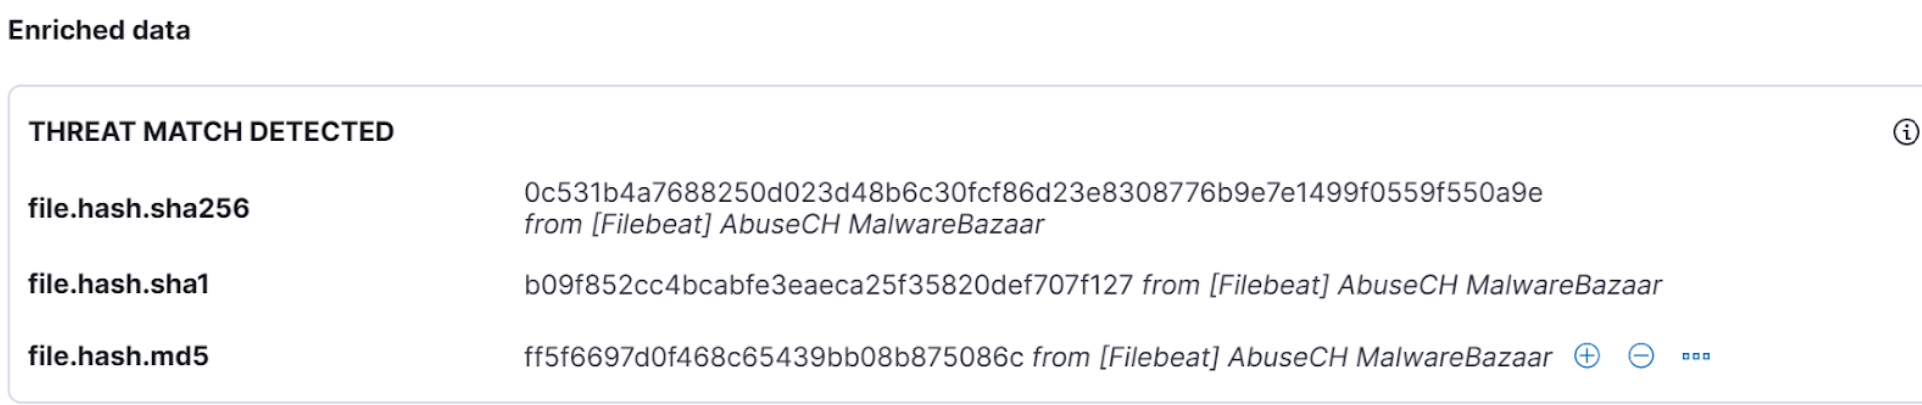 Enriched data
THREAT MATCH DETECTED
file.hash.sha256
0c531b4a7688250d023d48b6c30fcf86d23e8308776b9e7e1499f0559f550a9e
from [Filebeat] AbuseCH MalwareBazaar
file.hash.sha1
b09f852cc4bcabfe3eaeca25f35820def707f127 from [Filebeat] AbuseCH MalwareBazaar
file.hash.md5
ff5f6697d0f468c65439bb08b875086c from [Filebeat] AbuseCH MalwareBazaar